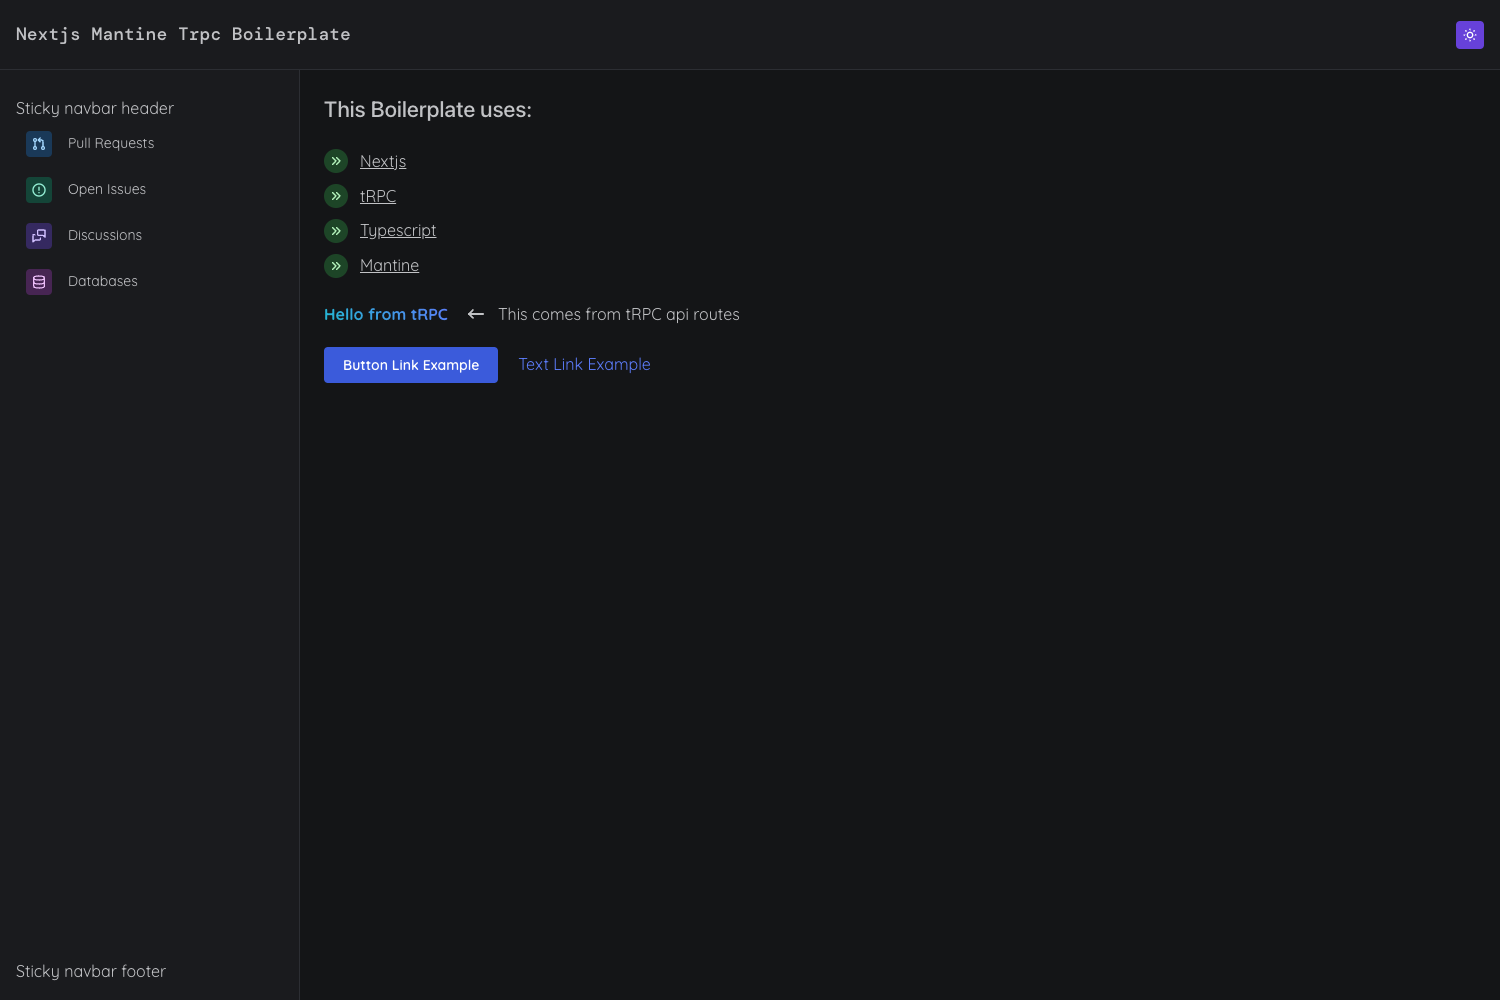 Nextjs Mantine Trpc Boilerplate
Sticky navbar header
Pull Requests
Open Issues
Discussions
Databases
Sticky navbar footer
This Boilerplate uses:
Nextjs
tRPC
Typescript
Mantine
Hello from tRPC This comes from tRPC api routes
Button Link Example Text Link Example